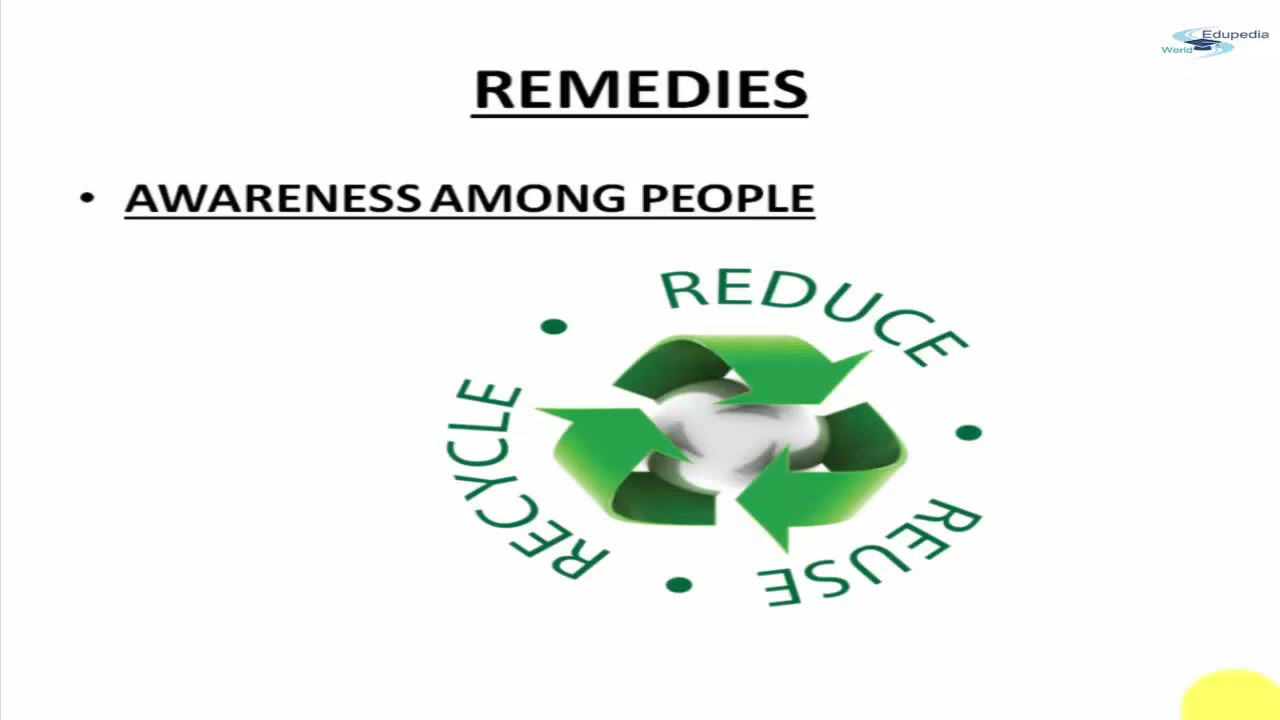 Edupedia
World
REMEDIES
• AWARENESS AMONG PEOPLE
REDUCE
REUSE
RECYCLE